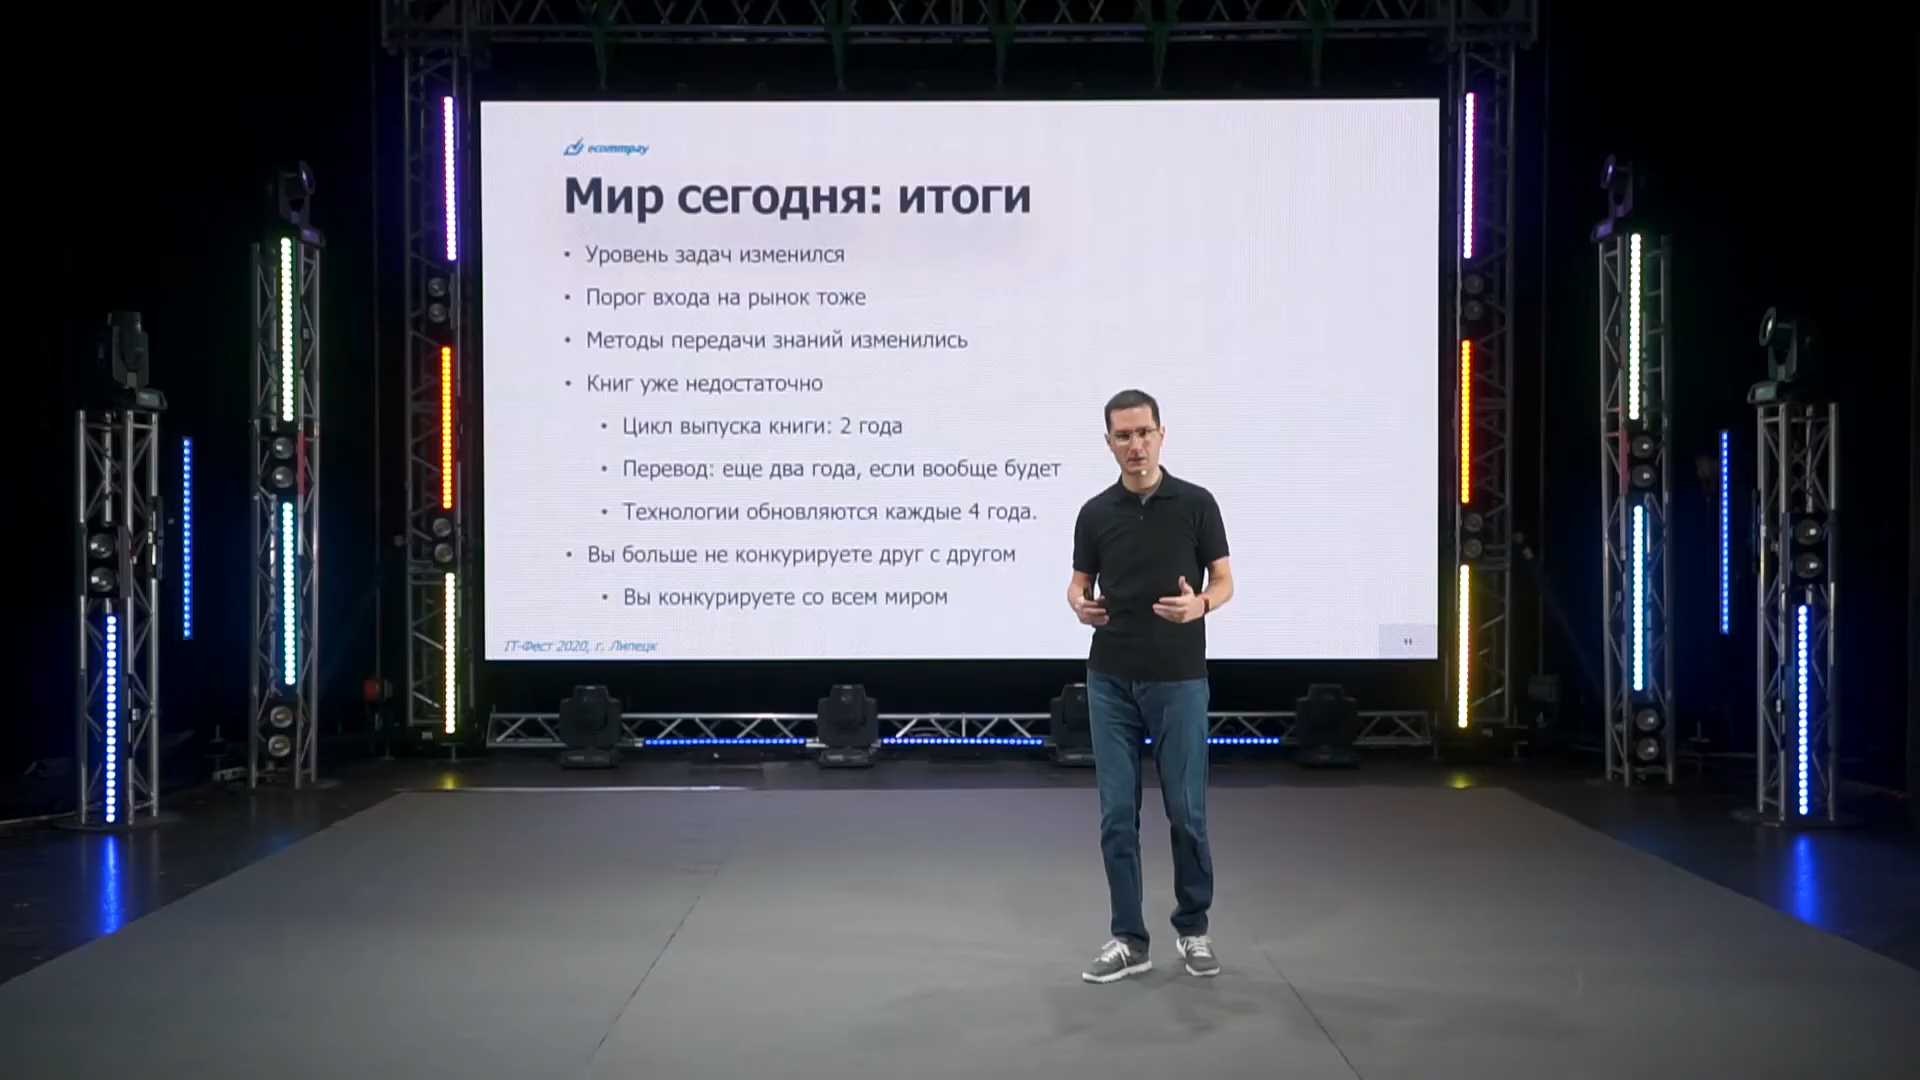 ecommpay
Мир сегодня: итоги
• Уровень задач изменился
• Порог входа на рынок тоже
• Методы передачи знаний изменились
• Книг уже недостаточно
• Цикл выпуска книги: 2 года
• Перевод: еще два года, если вообще будет
• Технологии обновляются каждые 4 года.
• Вы больше не конкурируете друг с другом
• Вы конкурируете со всем миром
IT-Фест 2020, г. Липецк